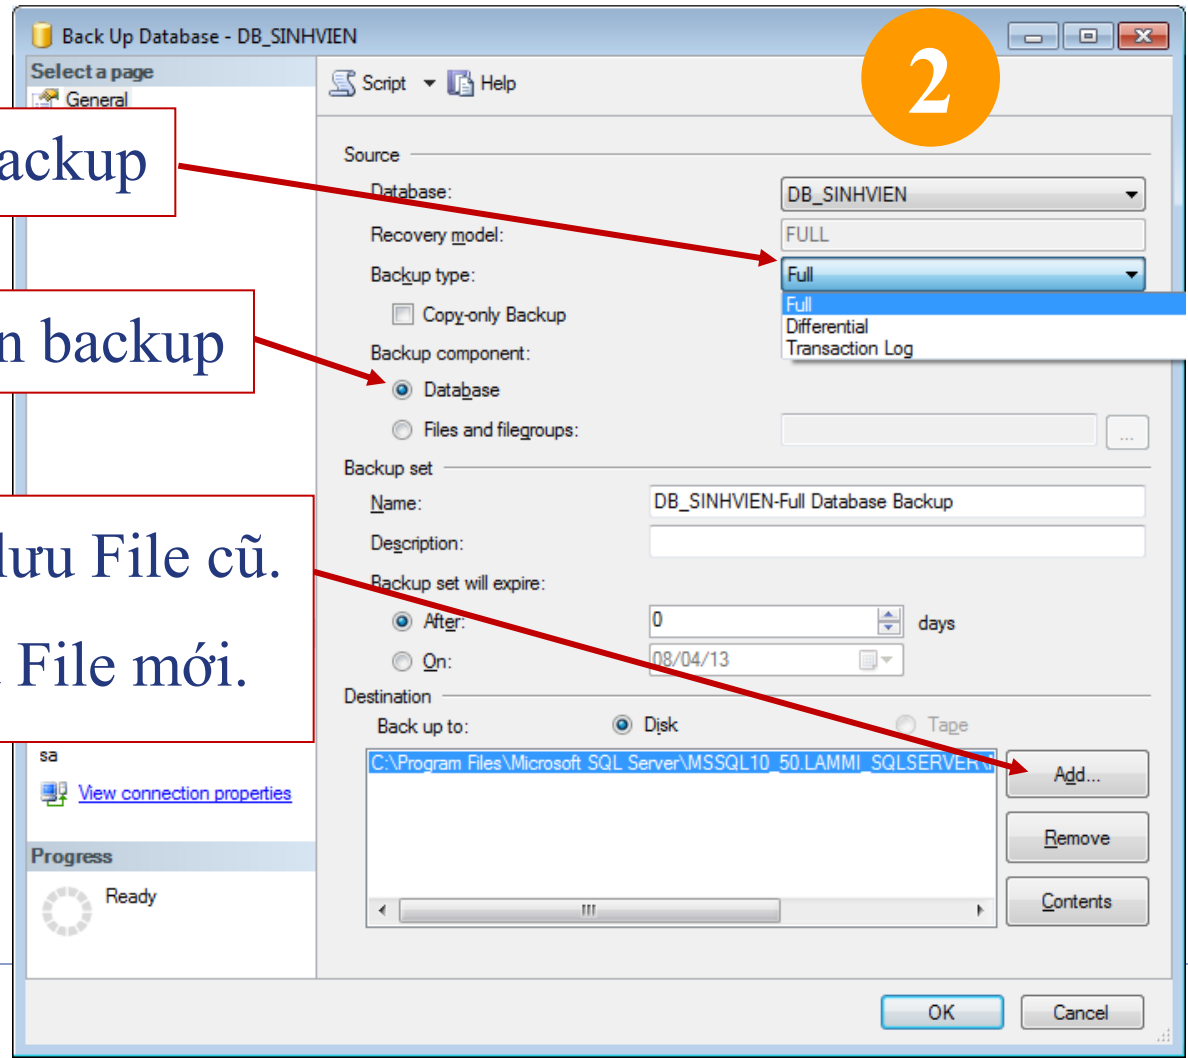 Back Up Database - DB_SINHVIEN
2
Select a page
General
Script
Help
ackup
Source
Database:
DB_SINHVIEN
Recovery model:
FULL
Backup type:
Full
Full
Differential
Transaction Log
Copy-only Backup
n backup
Backup component:
Database
Files and filegroups:
...
Backup set
Name:
DB_SINHVIEN-Full Database Backup
Description:
lưu File cũ.
File mới.
Backup set will expire:
After:
0
days
On:
08/04/13
Destination
Back up to:
Disk
Tape
sa
C:\Program Files\Microsoft SQL Server\MSSQL10_50.LAMMI_SQLSERVER\
Add...
View connection properties
Remove
Progress
Ready
Contents
OK
Cancel